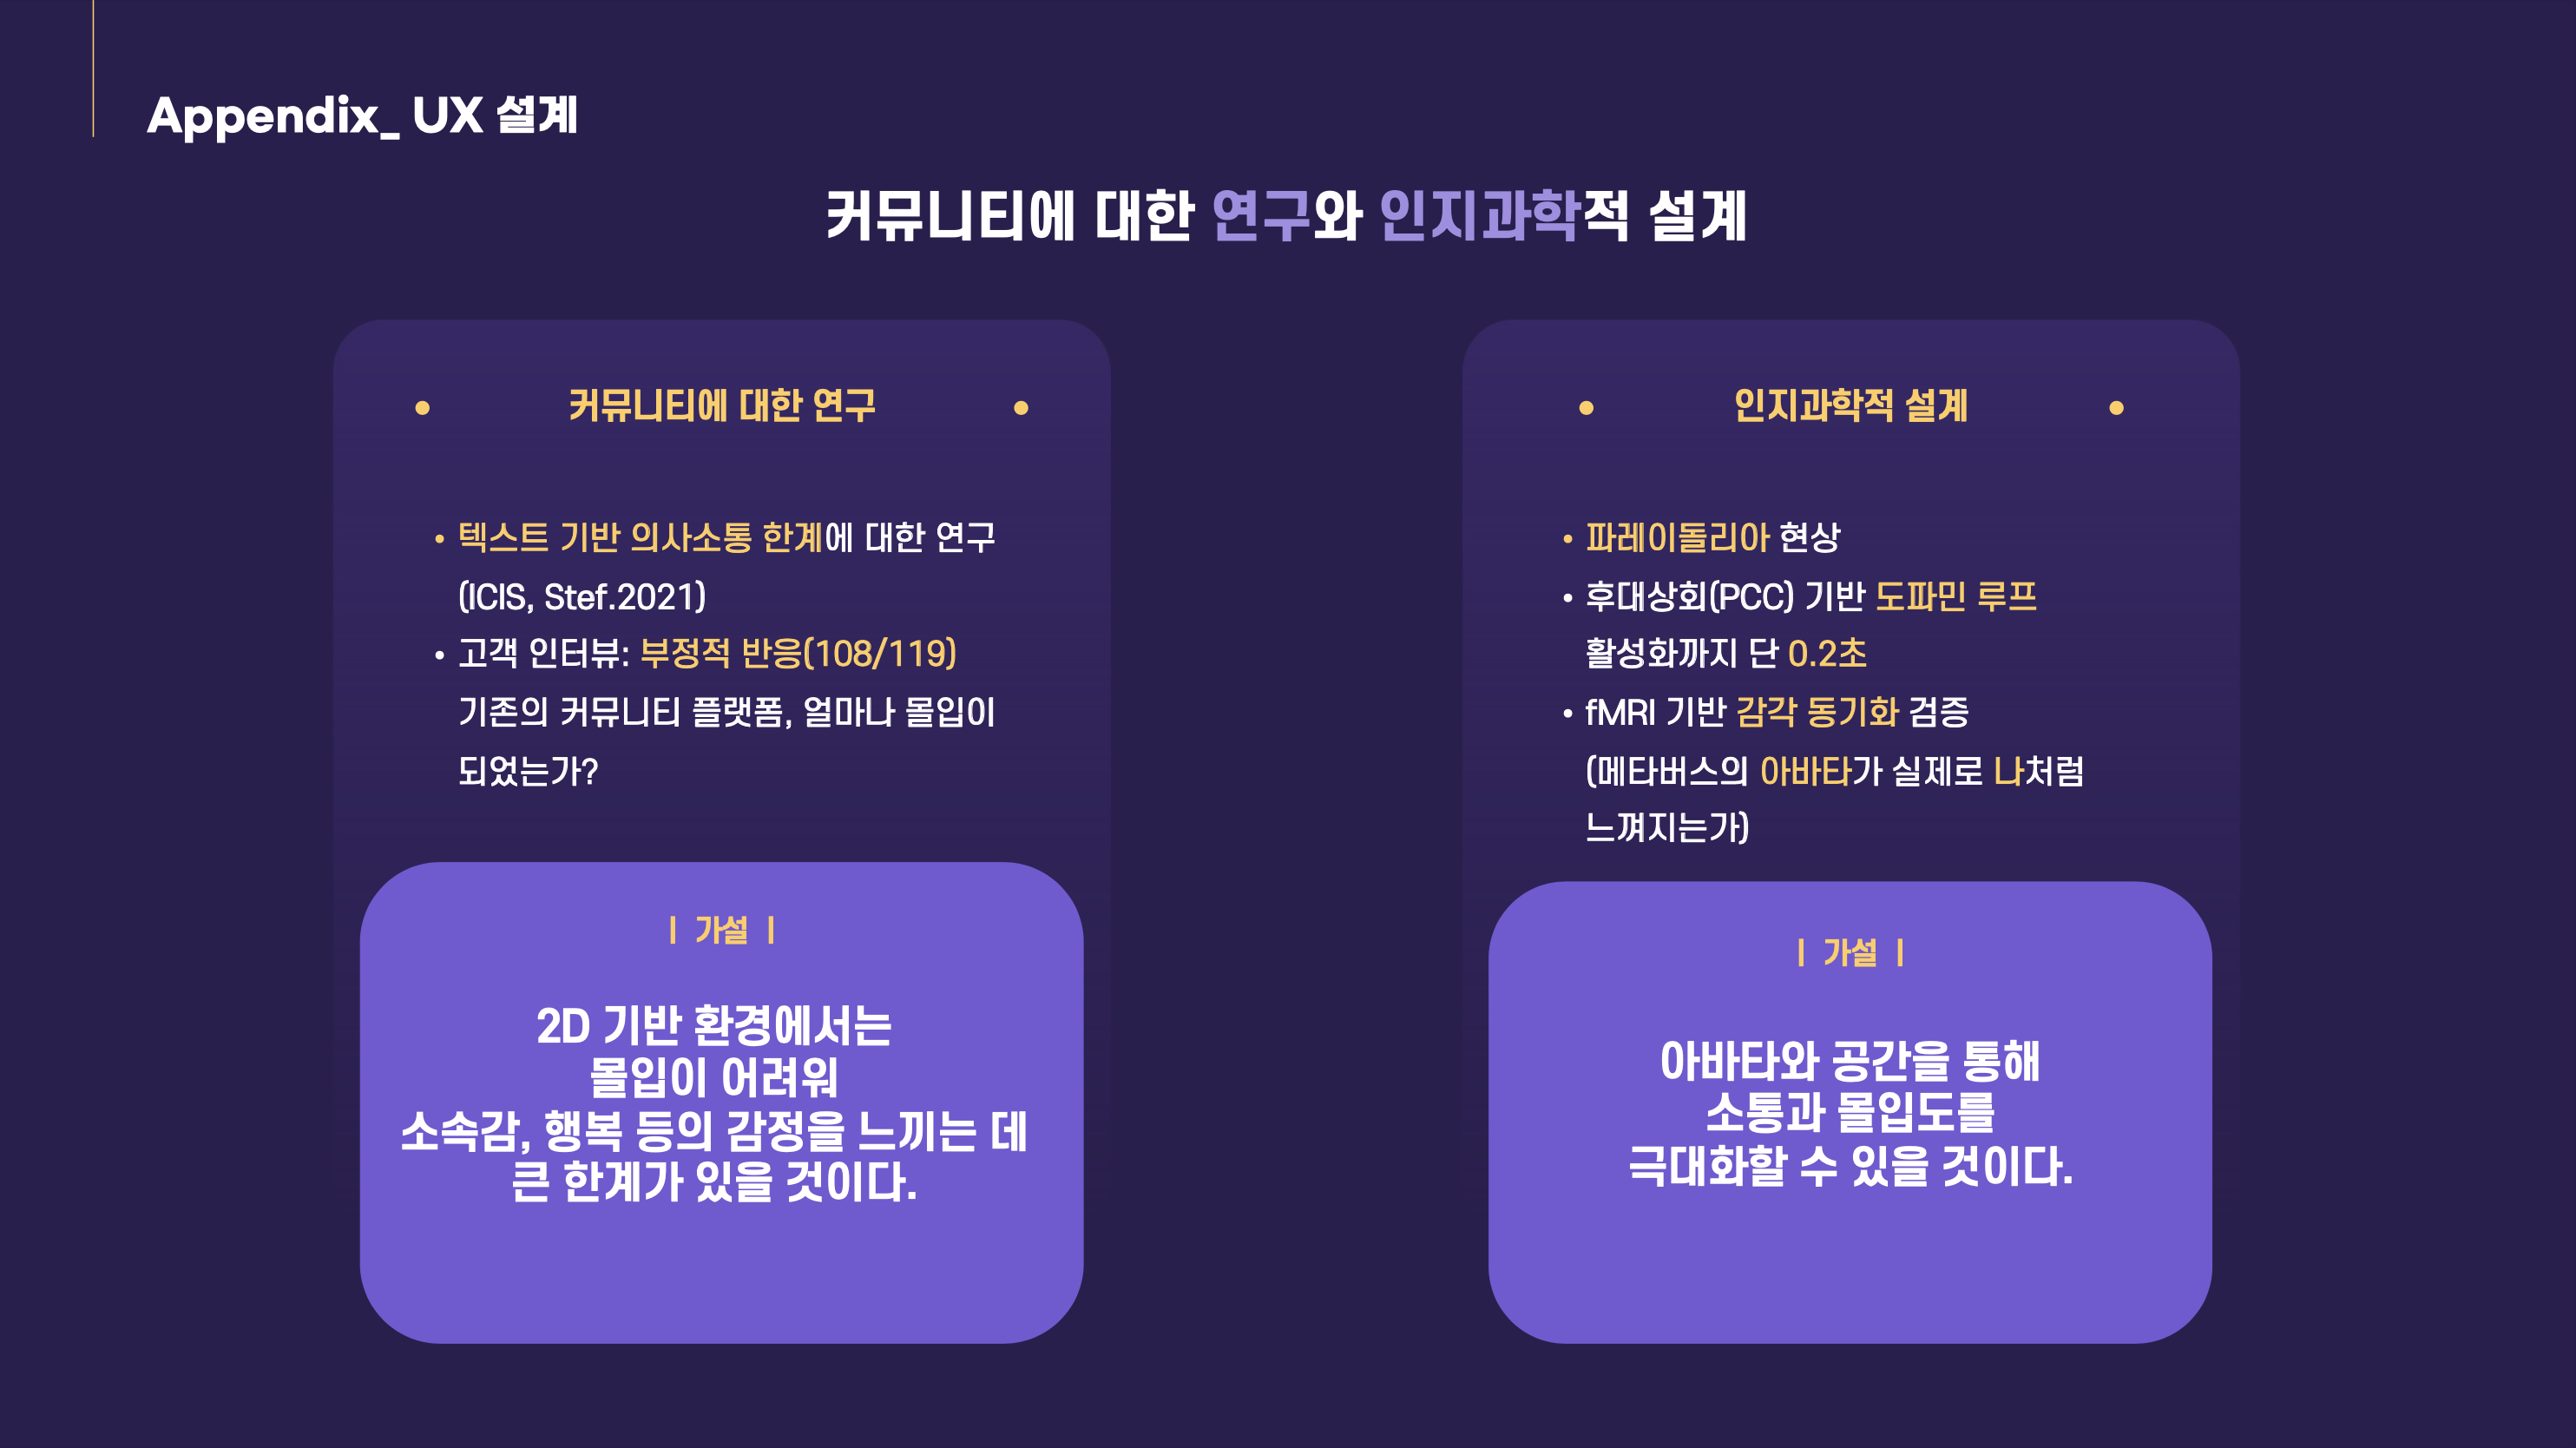 Appendix_ UX 설계
커뮤니티에 대한 연구와 인지과학적 설계
• 커뮤니티에 대한 연구 •
• 텍스트 기반 의사소통 한계에 대한 연구
(ICIS, Stef.2021)
• 고객 인터뷰: 부정적 반응(108/119)
기존의 커뮤니티 플랫폼, 얼마나 몰입이
되었는가?
| 가설 |
2D 기반 환경에서는
몰입이 어려워
소속감, 행복 등의 감정을 느끼는 데
큰 한계가 있을 것이다.
• 인지과학적 설계 •
• 파레이돌리아 현상
• 후대상회(PCC) 기반 도파민 루프
활성화까지 단 0.2초
• fMRI 기반 감각 동기화 검증
(메타버스의 아바타가 실제로 나처럼
느껴지는가)
| 가설 |
아바타와 공간을 통해
소통과 몰입도를
극대화할 수 있을 것이다.